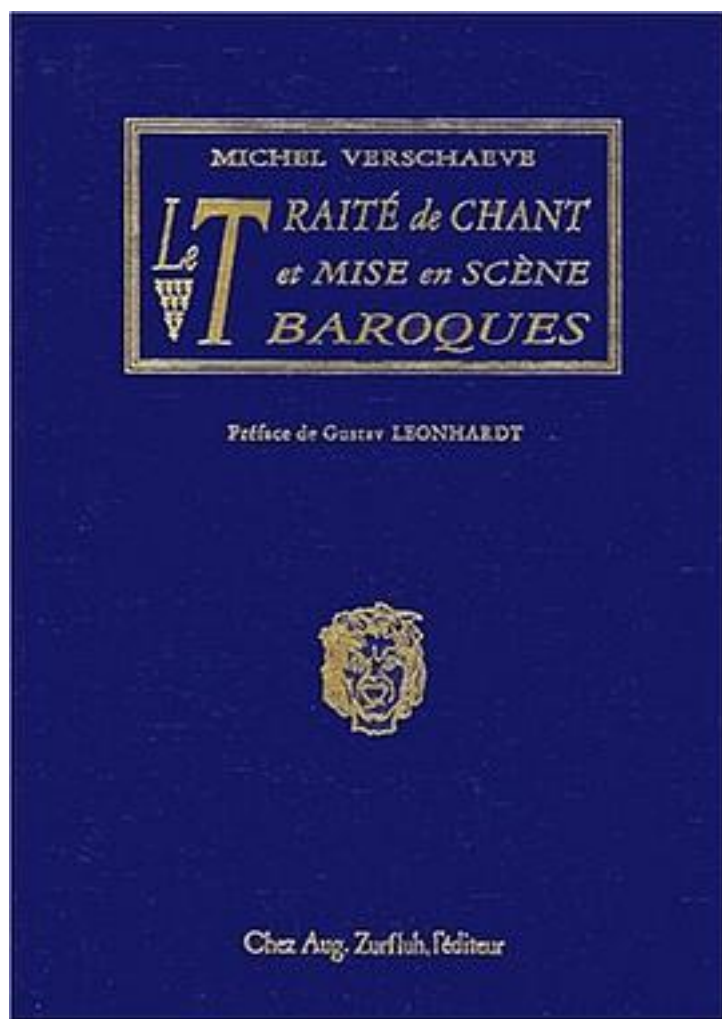 MICHEL VERSCHAEVE
Le TRAITÉ de CHANT
et MISE en SCÈNE
BAROQUES
Préface de Gustav LEONHARDT
Chez Aug. Zurfluh, l'éditeur